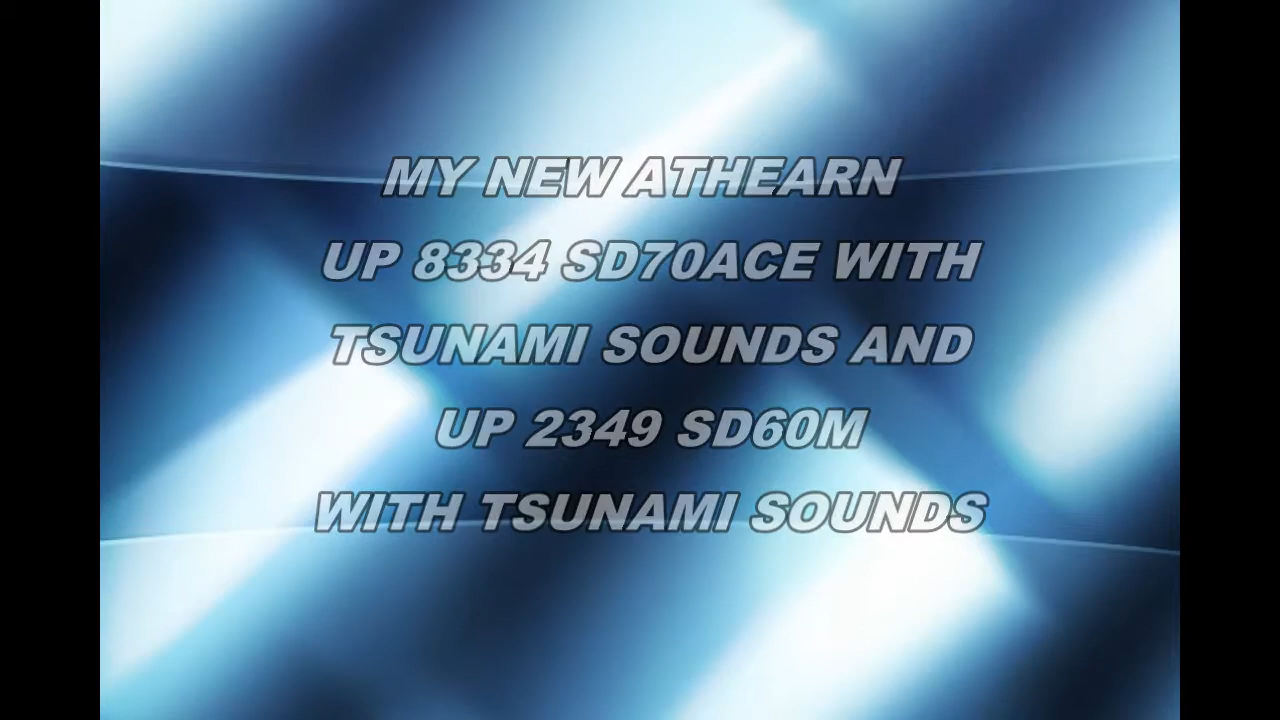 MY NEW ATHEARN
UP 8334 SD70ACE WITH
TSUNAMI SOUNDS AND
UP 2349 SD60M
WITH TSUNAMI SOUNDS